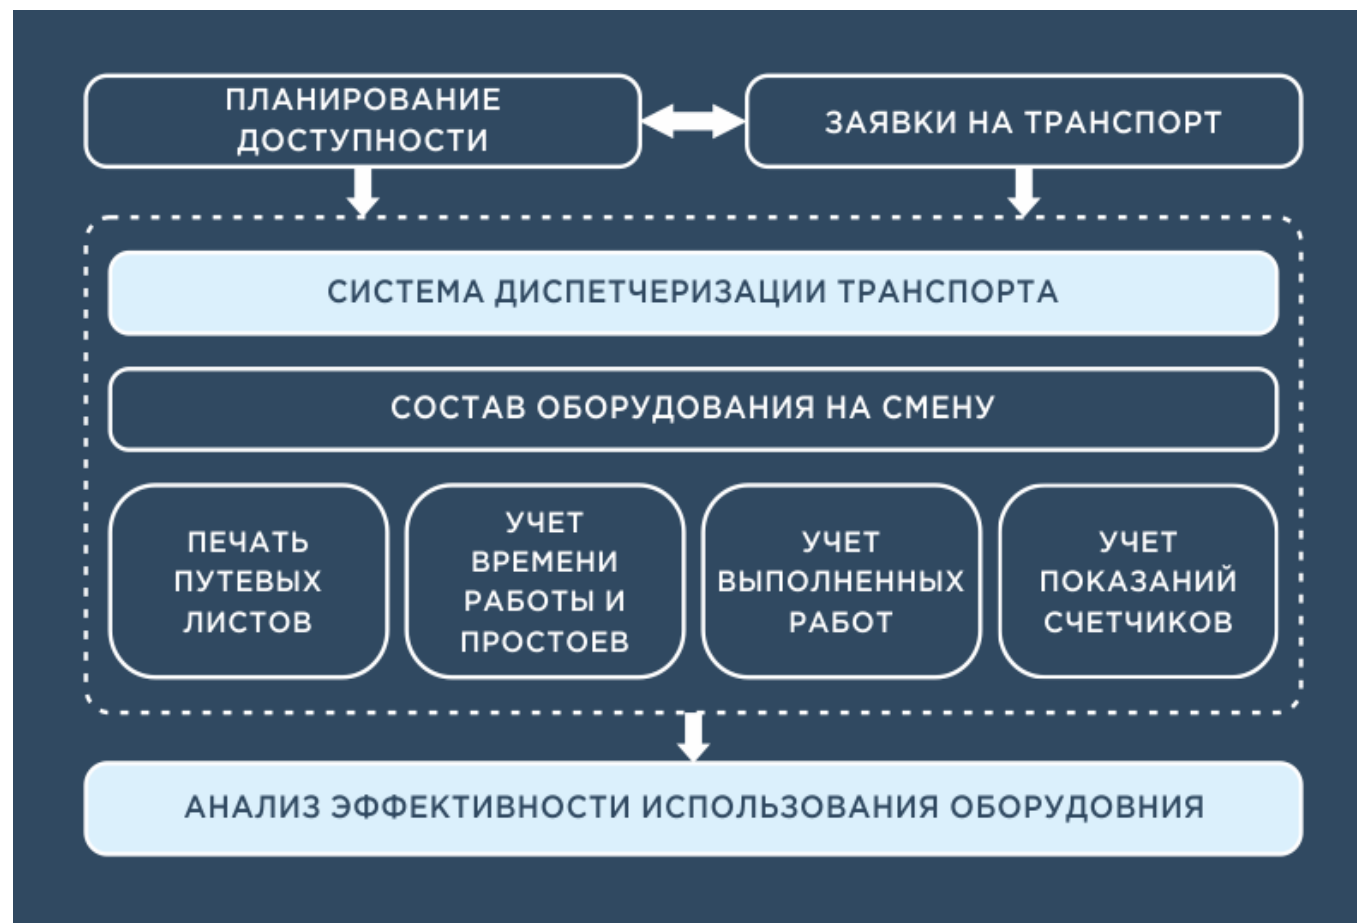 ПЛАНИРОВАНИЕ
ДОСТУПНОСТИ
ЗАЯВКИ НА ТРАНСПОРТ
СИСТЕМА ДИСПЕТЧЕРИЗАЦИИ ТРАНСПОРТА
СОСТАВ ОБОРУДОВАНИЯ НА СМЕНУ
ПЕЧАТЬ
ПУТЕВЫХ
ЛИСТОВ
УЧЕТ
ВРЕМЕНИ
РАБОТЫ И
ПРОСТОЕВ
УЧЕТ
ВЫПОЛНЕННЫХ
РАБОТ
УЧЕТ
ПОКАЗАНИЙ
СЧЕТЧИКОВ
АНАЛИЗ ЭФФЕКТИВНОСТИ ИСПОЛЬЗОВАНИЯ ОБОРУДОВНИЯ